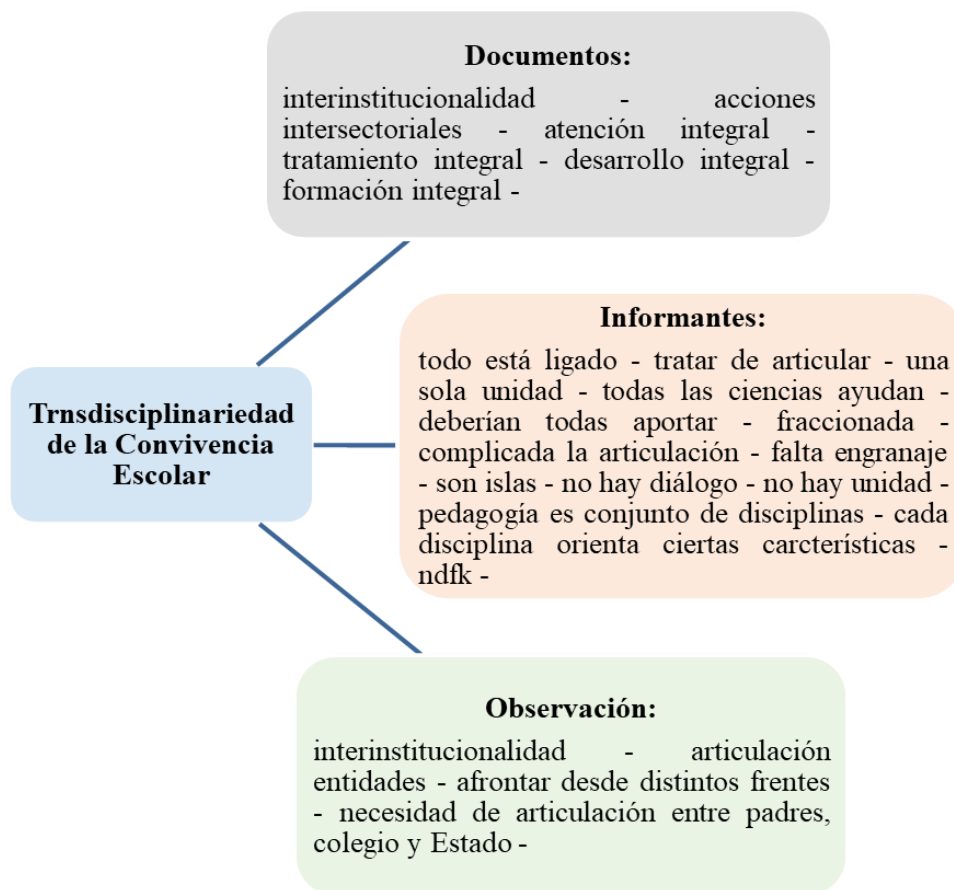 Documentos:
interinstitucionalidad - acciones
intersectoriales - atención integral -
tratamiento integral - desarrollo integral -
formación integral -
Informantes:
todo está ligado - tratar de articular - una
sola unidad - todas las ciencias ayudan -
deberían todas aportar - fraccionada -
complicada la articulación - falta engranaje
- son islas - no hay diálogo - no hay unidad -
pedagogía es conjunto de disciplinas - cada
disciplina orienta ciertas carcterísticas -
ndfk -
Trnsdisciplinariedad
de la Convivencia
Escolar
Observación:
interinstitucionalidad - articulación
entidades - afrontar desde distintos frentes
- necesidad de articulación entre padres,
colegio y Estado -